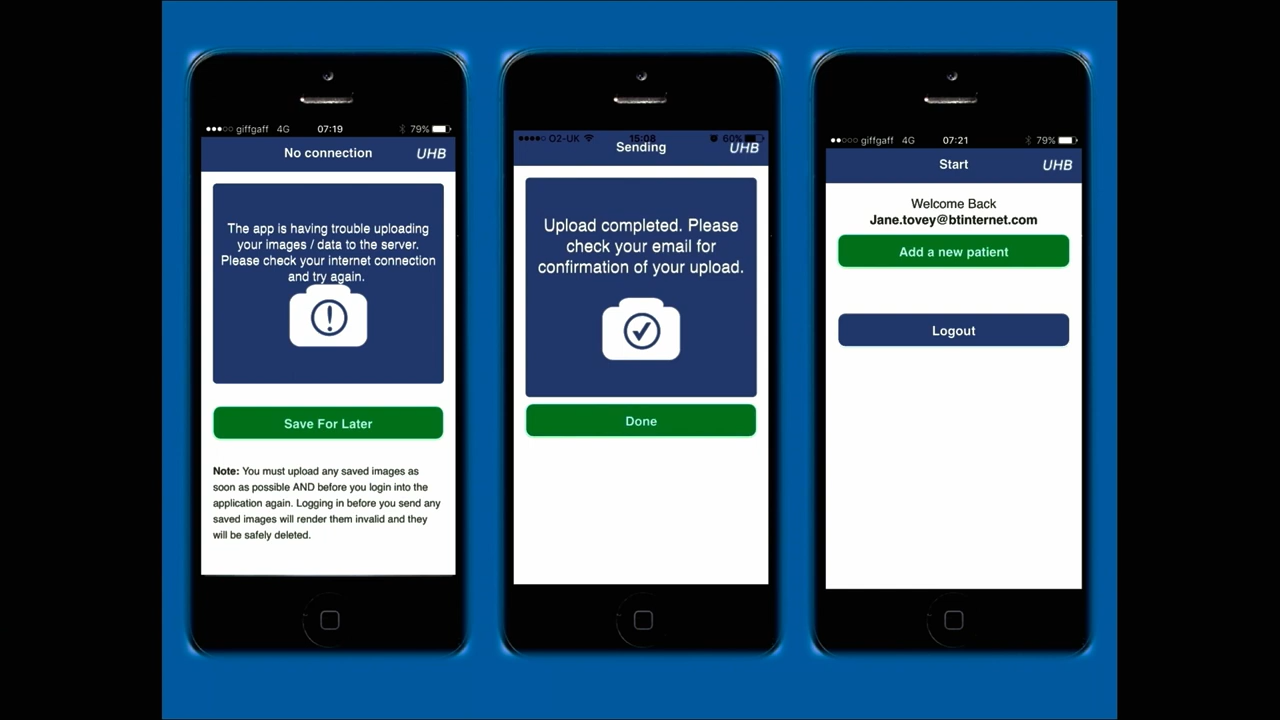 giffgaff 4G 07:19 79%
No connection UHB
The app is having trouble uploading
your images / data to the server.
Please check your internet connection
and try again.
Save For Later
Note: You must upload any saved images as
soon as possible AND before you login into the
application again. Logging in before you send any
saved images will render them invalid and they
will be safely deleted.
O2-UK 15:08 60%
Sending UHB
Upload completed. Please
check your email for
confirmation of your upload.
Done
giffgaff 4G 07:21 79%
Start UHB
Welcome Back
Jane.tovey@btinternet.com
Add a new patient
Logout